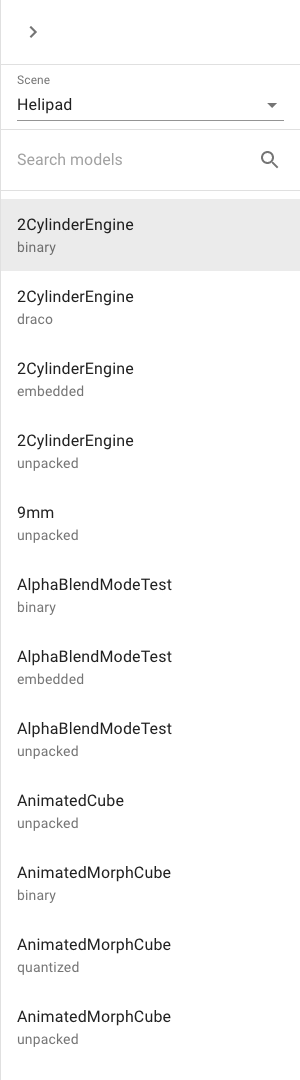 Scene
Helipad
Search models
2CylinderEngine
binary
2CylinderEngine
draco
2CylinderEngine
embedded
2CylinderEngine
unpacked
9mm
unpacked
AlphaBlendModeTest
binary
AlphaBlendModeTest
embedded
AlphaBlendModeTest
unpacked
AnimatedCube
unpacked
AnimatedMorphCube
binary
AnimatedMorphCube
quantized
AnimatedMorphCube
unpacked